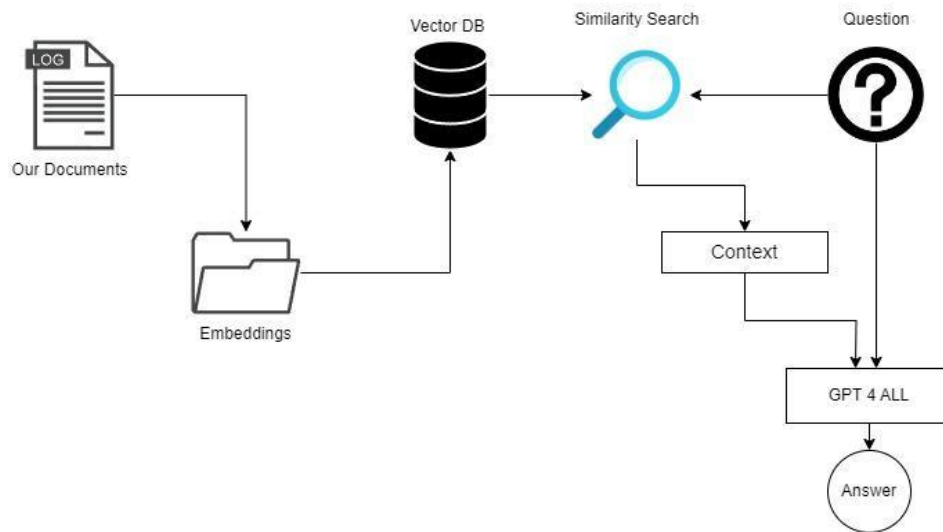 Vector DB
Similarity Search
Question
LOG
Our Documents
Context
Embeddings
GPT 4 ALL
Answer